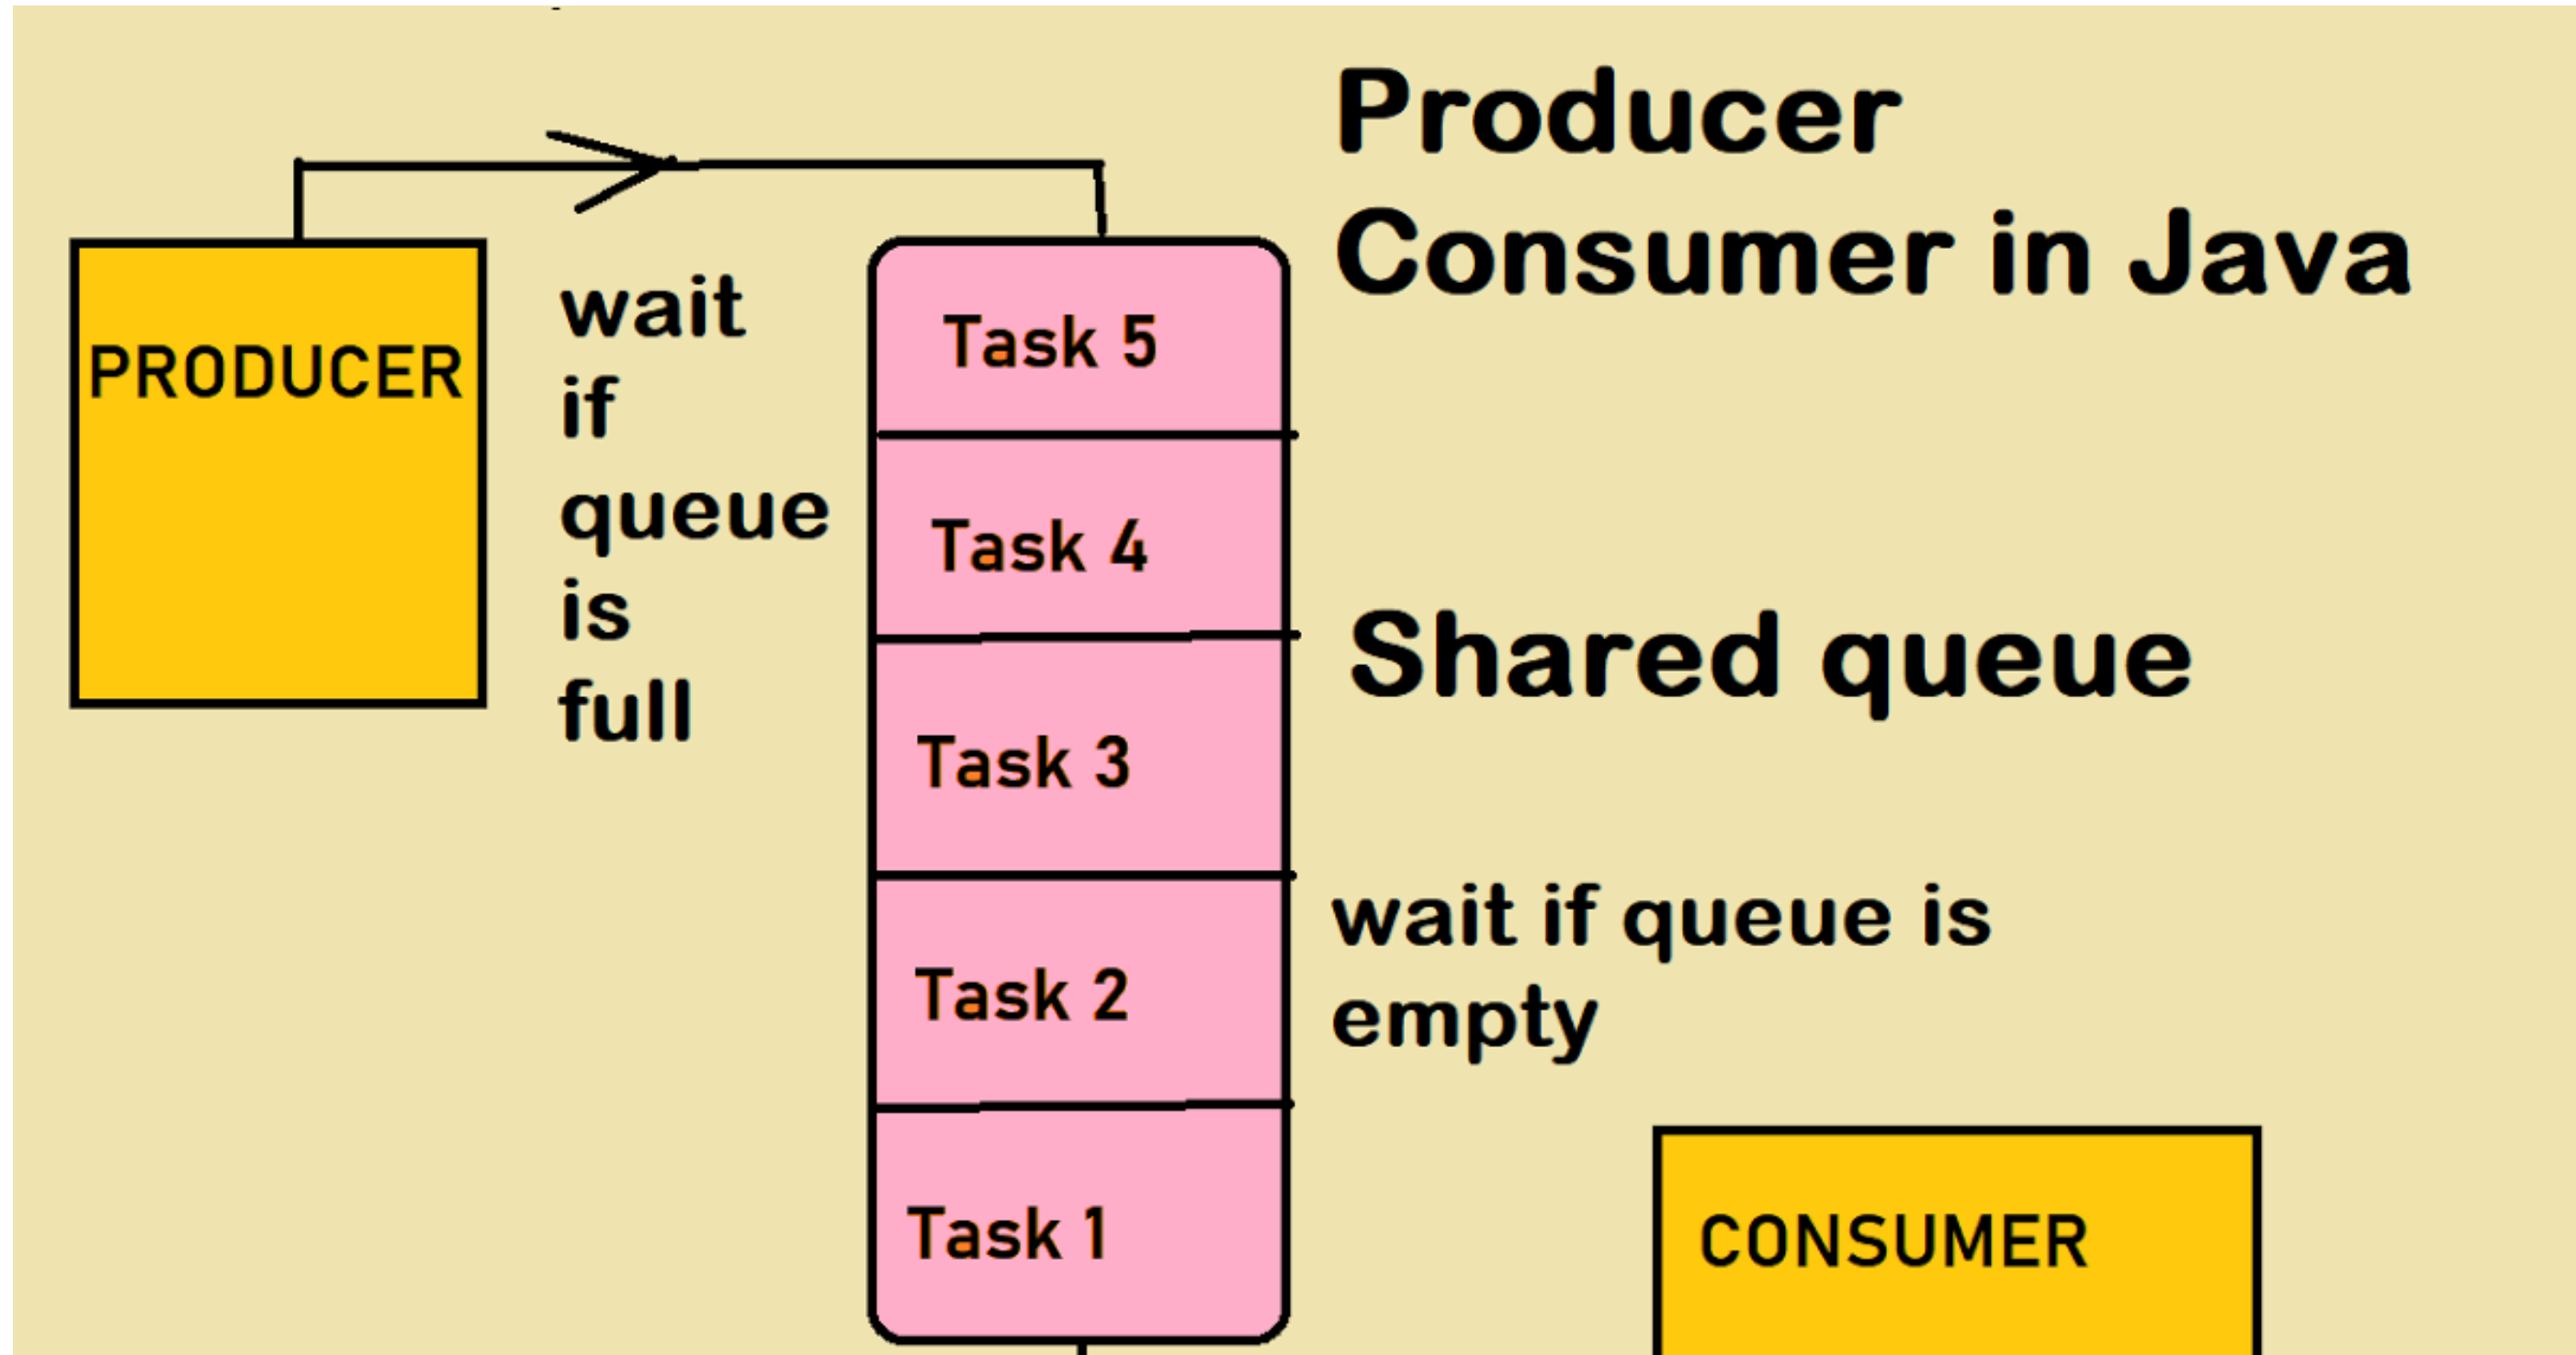 Producer
Consumer in Java
PRODUCER
wait
if
queue
is
full
Task 5
Task 4
Task 3
Task 2
Task 1
Shared queue
wait if queue is
empty
CONSUMER